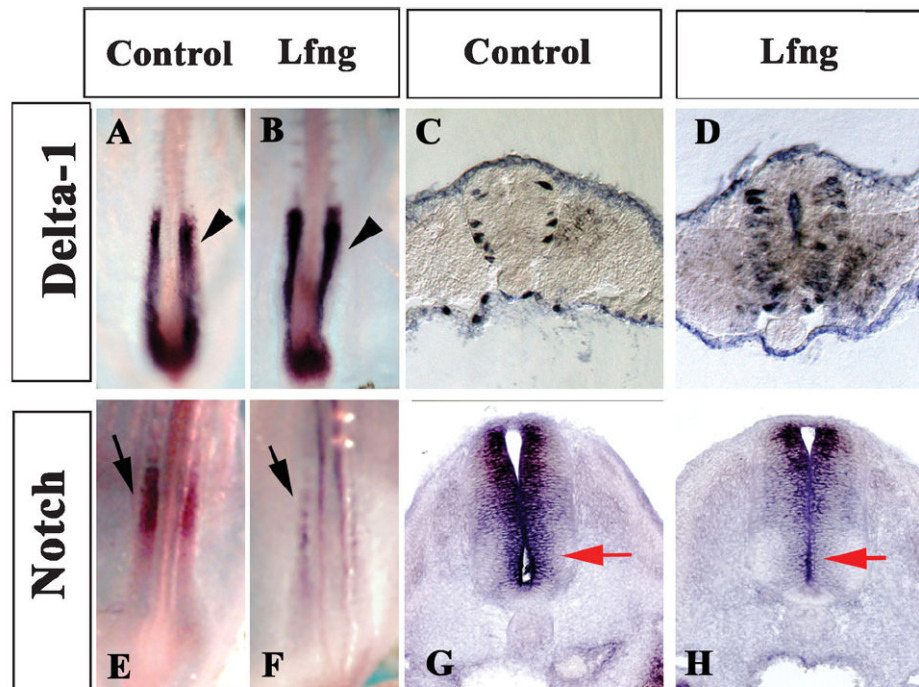 Control Lfng Control Lfng
Delta-1
A B C D
Notch
E F G H